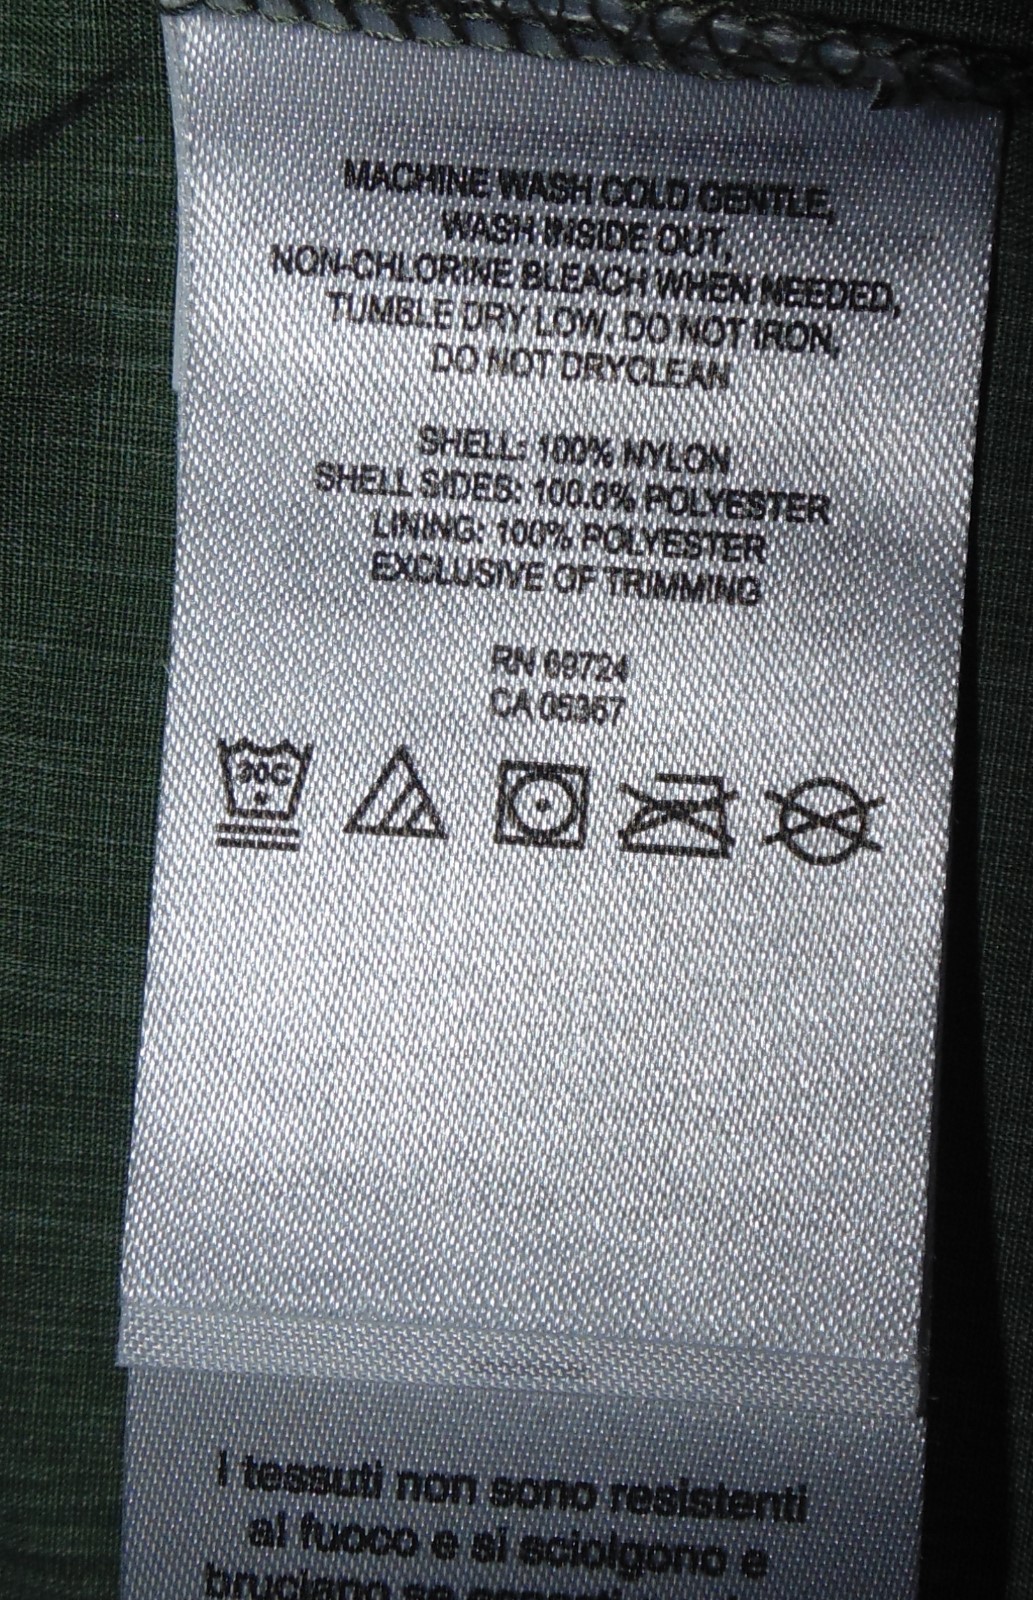 MACHINE WASH COLD GENTLE,
WASH INSIDE OUT,
NON-CHLORINE BLEACH WHEN NEEDED,
TUMBLE DRY LOW, DO NOT IRON,
DO NOT DRYCLEAN
SHELL: 100% NYLON
SHELL SIDES: 100.0% POLYESTER
LINING: 100% POLYESTER
EXCLUSIVE OF TRIMMING
RN 69724
CA 05367
30C
I tessuti non sono resistenti
al fuoco e si sciolgono e
bruciano se